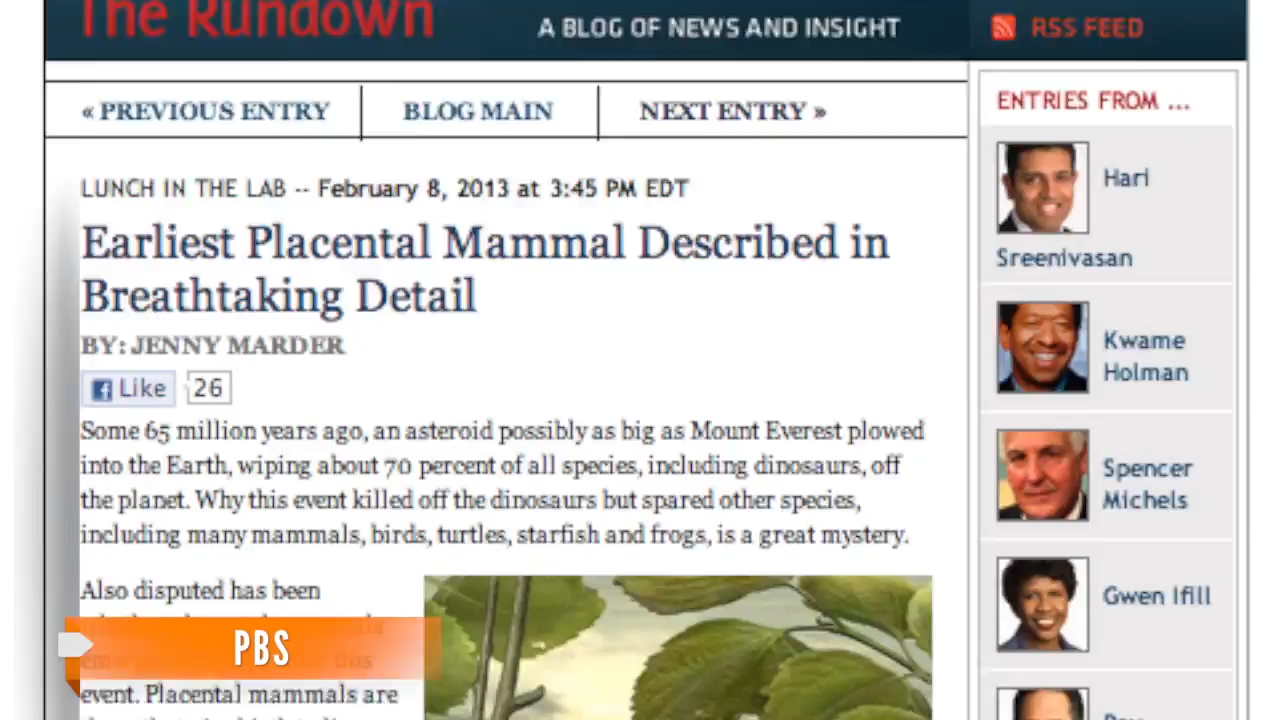 The Rundown
A BLOG OF NEWS AND INSIGHT
RSS FEED
« PREVIOUS ENTRY
BLOG MAIN
NEXT ENTRY »
LUNCH IN THE LAB -- February 8, 2013 at 3:45 PM EDT
Earliest Placental Mammal Described in
Breathtaking Detail
BY: JENNY MARDER
Like 26
Some 65 million years ago, an asteroid possibly as big as Mount Everest plowed
into the Earth, wiping about 70 percent of all species, including dinosaurs, off
the planet. Why this event killed off the dinosaurs but spared other species,
including many mammals, birds, turtles, starfish and frogs, is a great mystery.
Also disputed has been
this
event. Placental mammals are
PBS
ENTRIES FROM ...
Hari
Sreenivasan
Kwame
Holman
Spencer
Michels
Gwen Ifill